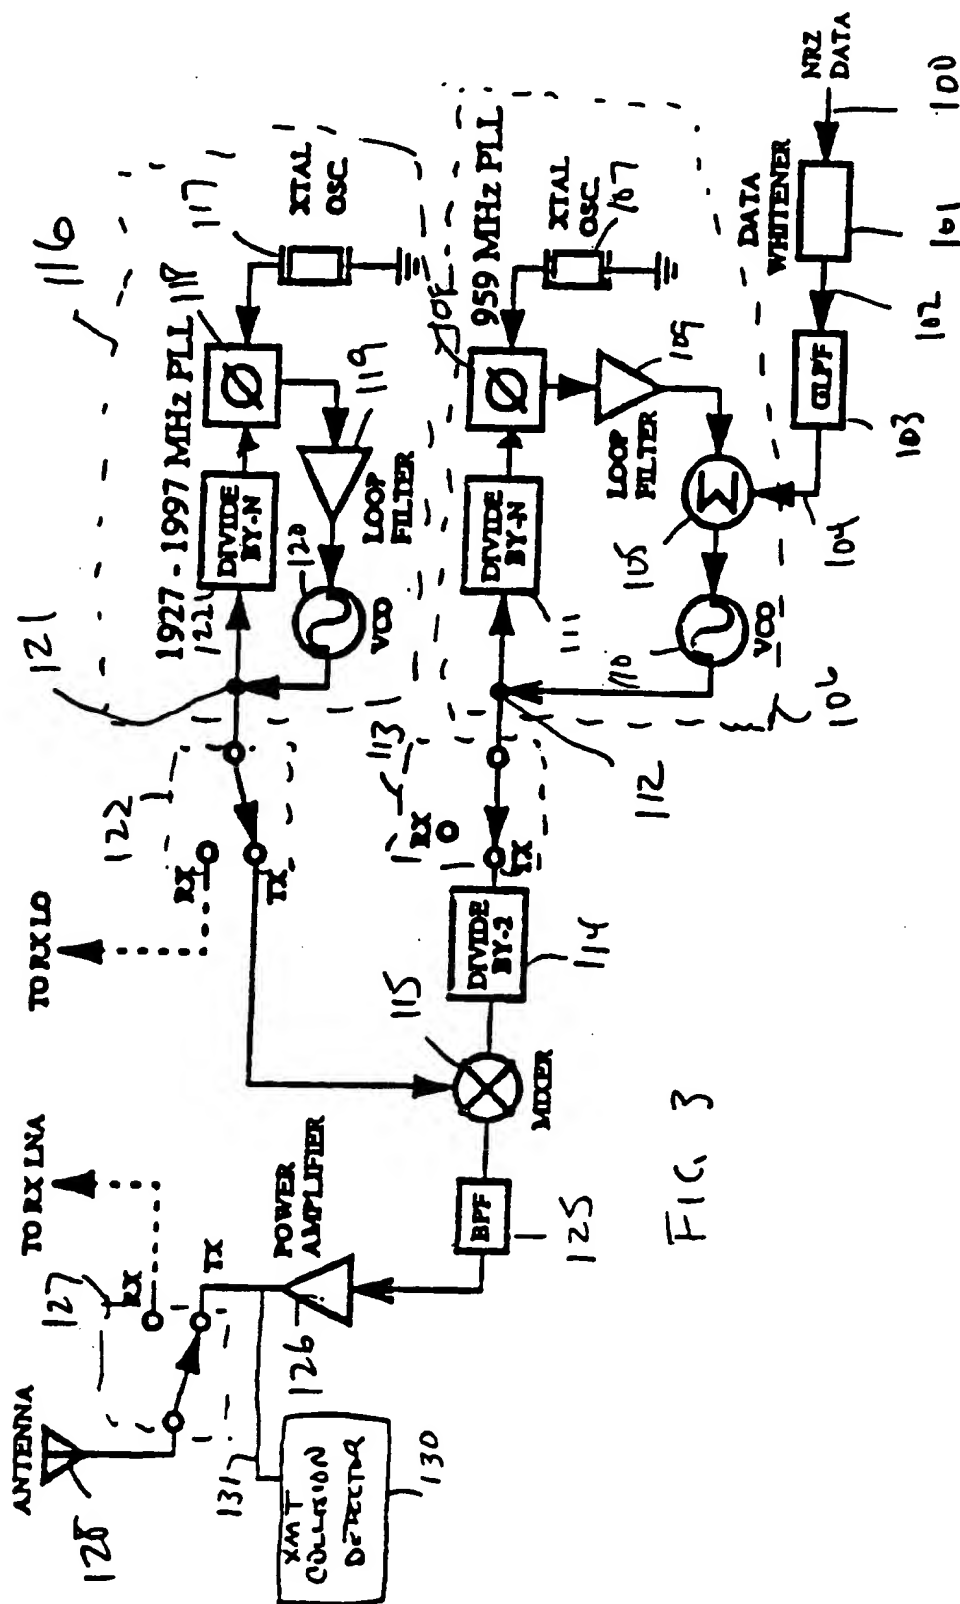 ANTENNA
128
127
RX
TX
TO RX LNA
131
XMT
COLLISION
DETECTOR
130
126
POWER
AMPLIFIER
BPF
125
TO RX LO
122
RX
TX
121
116
1927 - 1997 MHz PLL
DIVIDE
BY-N
118
Ø
117
XTAL
OSC.
119
LOOP
FILTER
120
VCO
115
MIXER
DIVIDE
BY-2
114
113
RX
TX
112
959 MHz PLL
DIVIDE
BY-N
111
Ø
XTAL
OSC.
107
109
LOOP
FILTER
Σ
105
110
VCO
106
104
GLPF
103
102
DATA
WHITENER
101
NRZ
DATA
100
FIG. 3